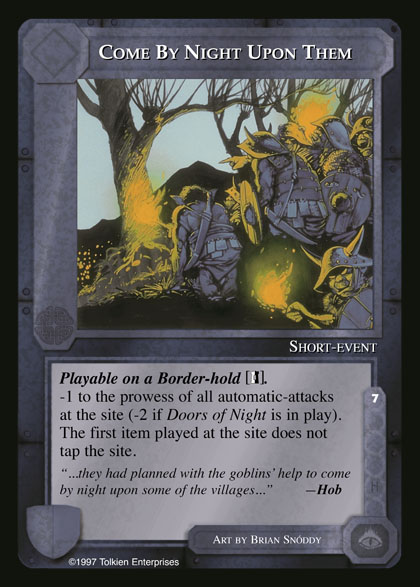 COME BY NIGHT UPON THEM
SHORT-EVENT
Playable on a Border-hold [].
-1 to the prowess of all automatic-attacks
at the site (-2 if Doors of Night is in play).
The first item played at the site does not
tap the site.
“...they had planned with the goblins’ help to come
by night upon some of the villages...” —Hob
7
H
ART BY BRIAN SNÓDDY
©1997 Tolkien Enterprises